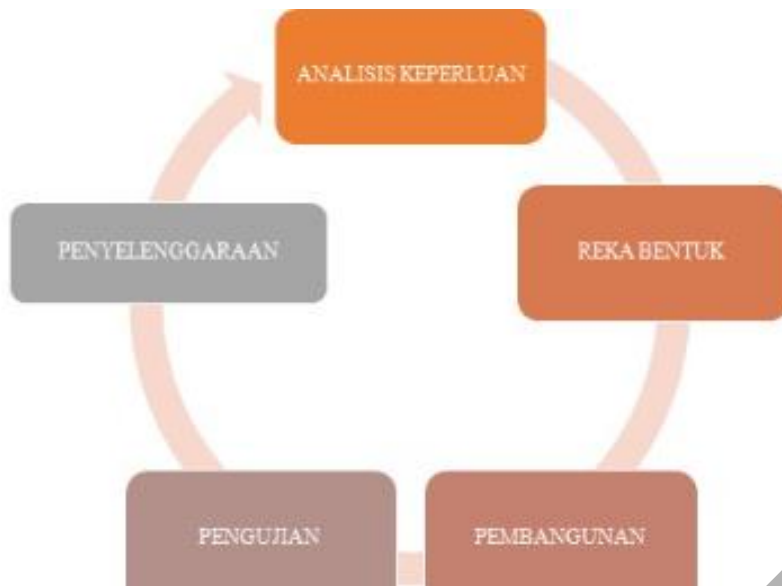 ANALISIS KEPERLUAN
REKA BENTUK
PEMBANGUNAN
PENGUJIAN
PENYELENGGARAAN